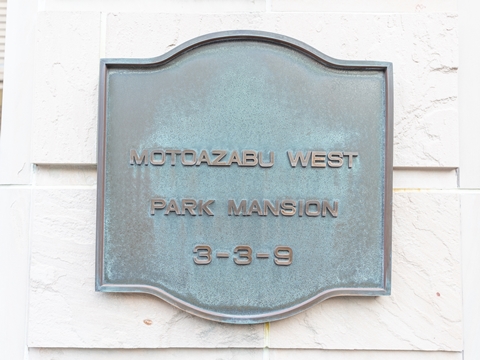 MOTOAZABU WEST
PARK MANSION
3-3-9